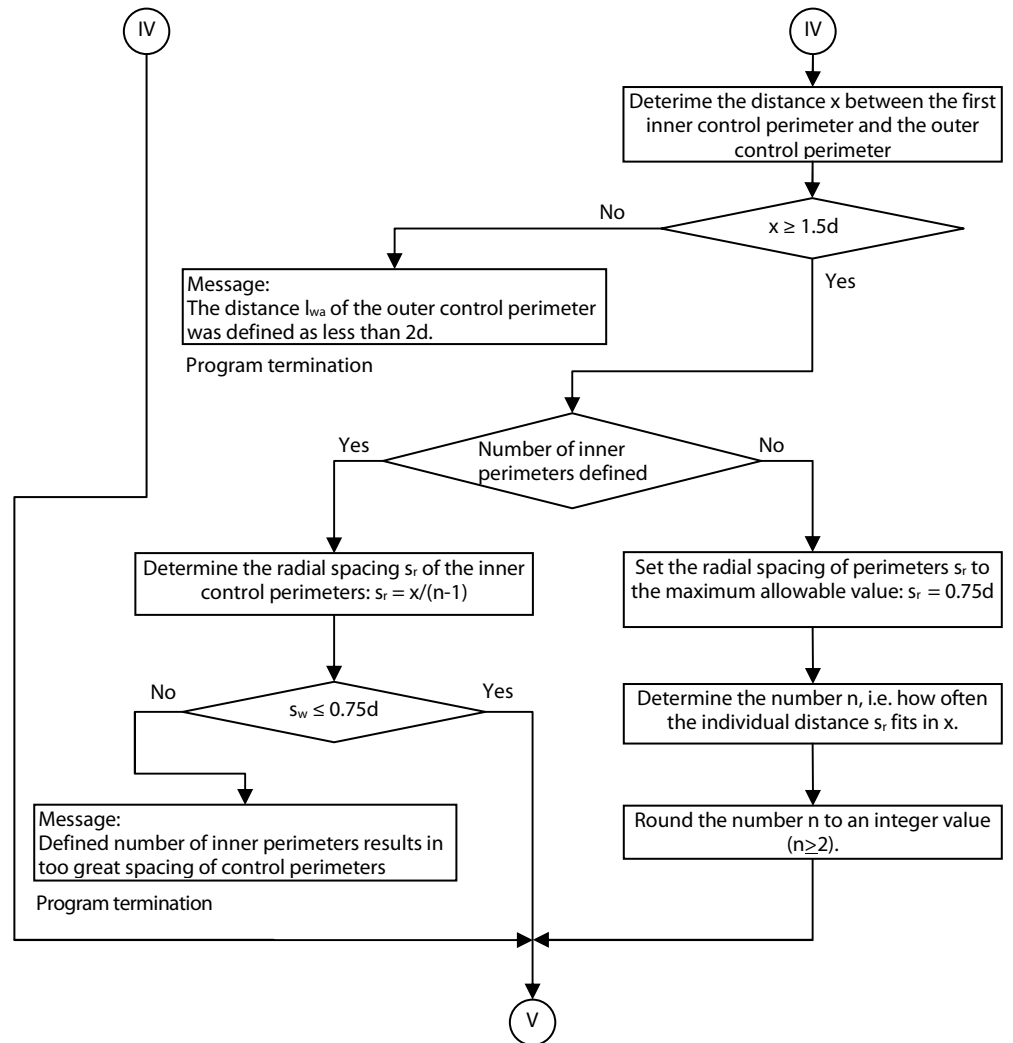 IV
IV
Deterime the distance x between the first
inner control perimeter and the outer
control perimeter
No
x ≥ 1.5d
Yes
Message:
The distance lwa of the outer control perimeter
was defined as less than 2d.
Program termination
Yes
Number of inner
perimeters defined
No
Determine the radial spacing sr of the inner
control perimeters: sr = x/(n-1)
Set the radial spacing of perimeters sr to
the maximum allowable value: sr = 0.75d
No
sw ≤ 0.75d
Yes
Determine the number n, i.e. how often
the individual distance sr fits in x.
Message:
Defined number of inner perimeters results in
too great spacing of control perimeters
Program termination
Round the number n to an integer value
(n≥2).
V